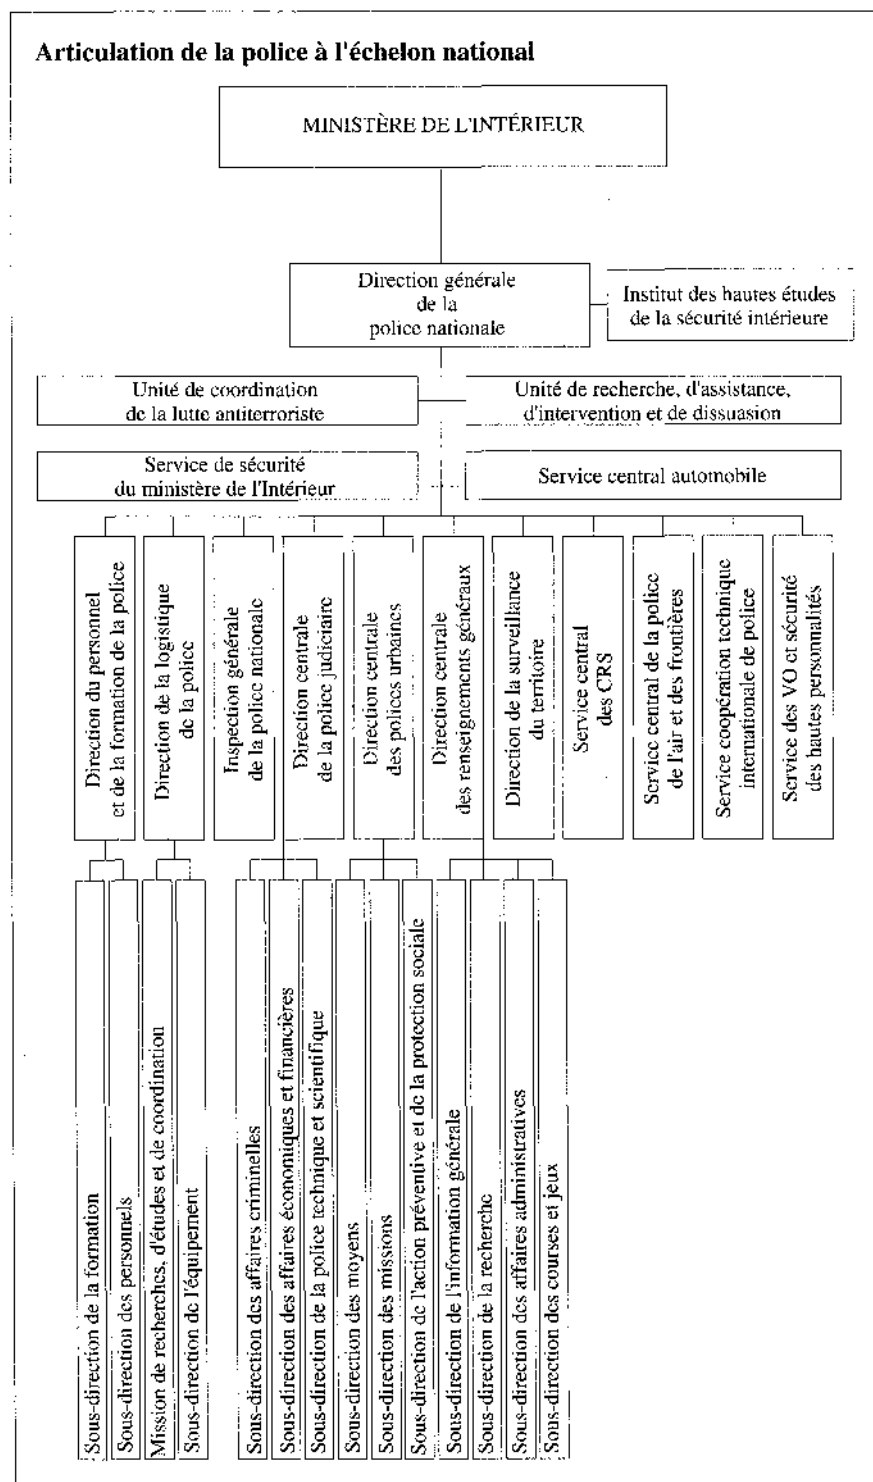 Articulation de la police à l'échelon national
MINISTÈRE DE L'INTÉRIEUR
Direction générale
de la
police nationale
Institut des hautes études
de la sécurité intérieure
Unité de coordination
de la lutte antiterroriste
Unité de recherche, d'assistance,
d'intervention et de dissuasion
Service de sécurité
du ministère de l'Intérieur
Service central automobile
Direction du personnel
et de la formation de la police
Direction de la logistique
de la police
Inspection générale
de la police nationale
Direction centrale
de la police judiciaire
Direction centrale
des polices urbaines
Direction centrale
des renseignements généraux
Direction de la surveillance
du territoire
Service central
des CRS
Service central de la police
de l'air et des frontières
Service coopération technique
internationale de police
Service des VO et sécurité
des hautes personnalités
Sous-direction de la formation
Sous-direction des personnels
Mission de recherches, d'études et de coordination
Sous-direction de l'équipement
Sous-direction des affaires criminelles
Sous-direction des affaires économiques et financières
Sous-direction de la police technique et scientifique
Sous-direction des moyens
Sous-direction des missions
Sous-direction de l'action préventive et de la protection sociale
Sous-direction de l'information générale
Sous-direction de la recherche
Sous-direction des affaires administratives
Sous-direction des courses et jeux